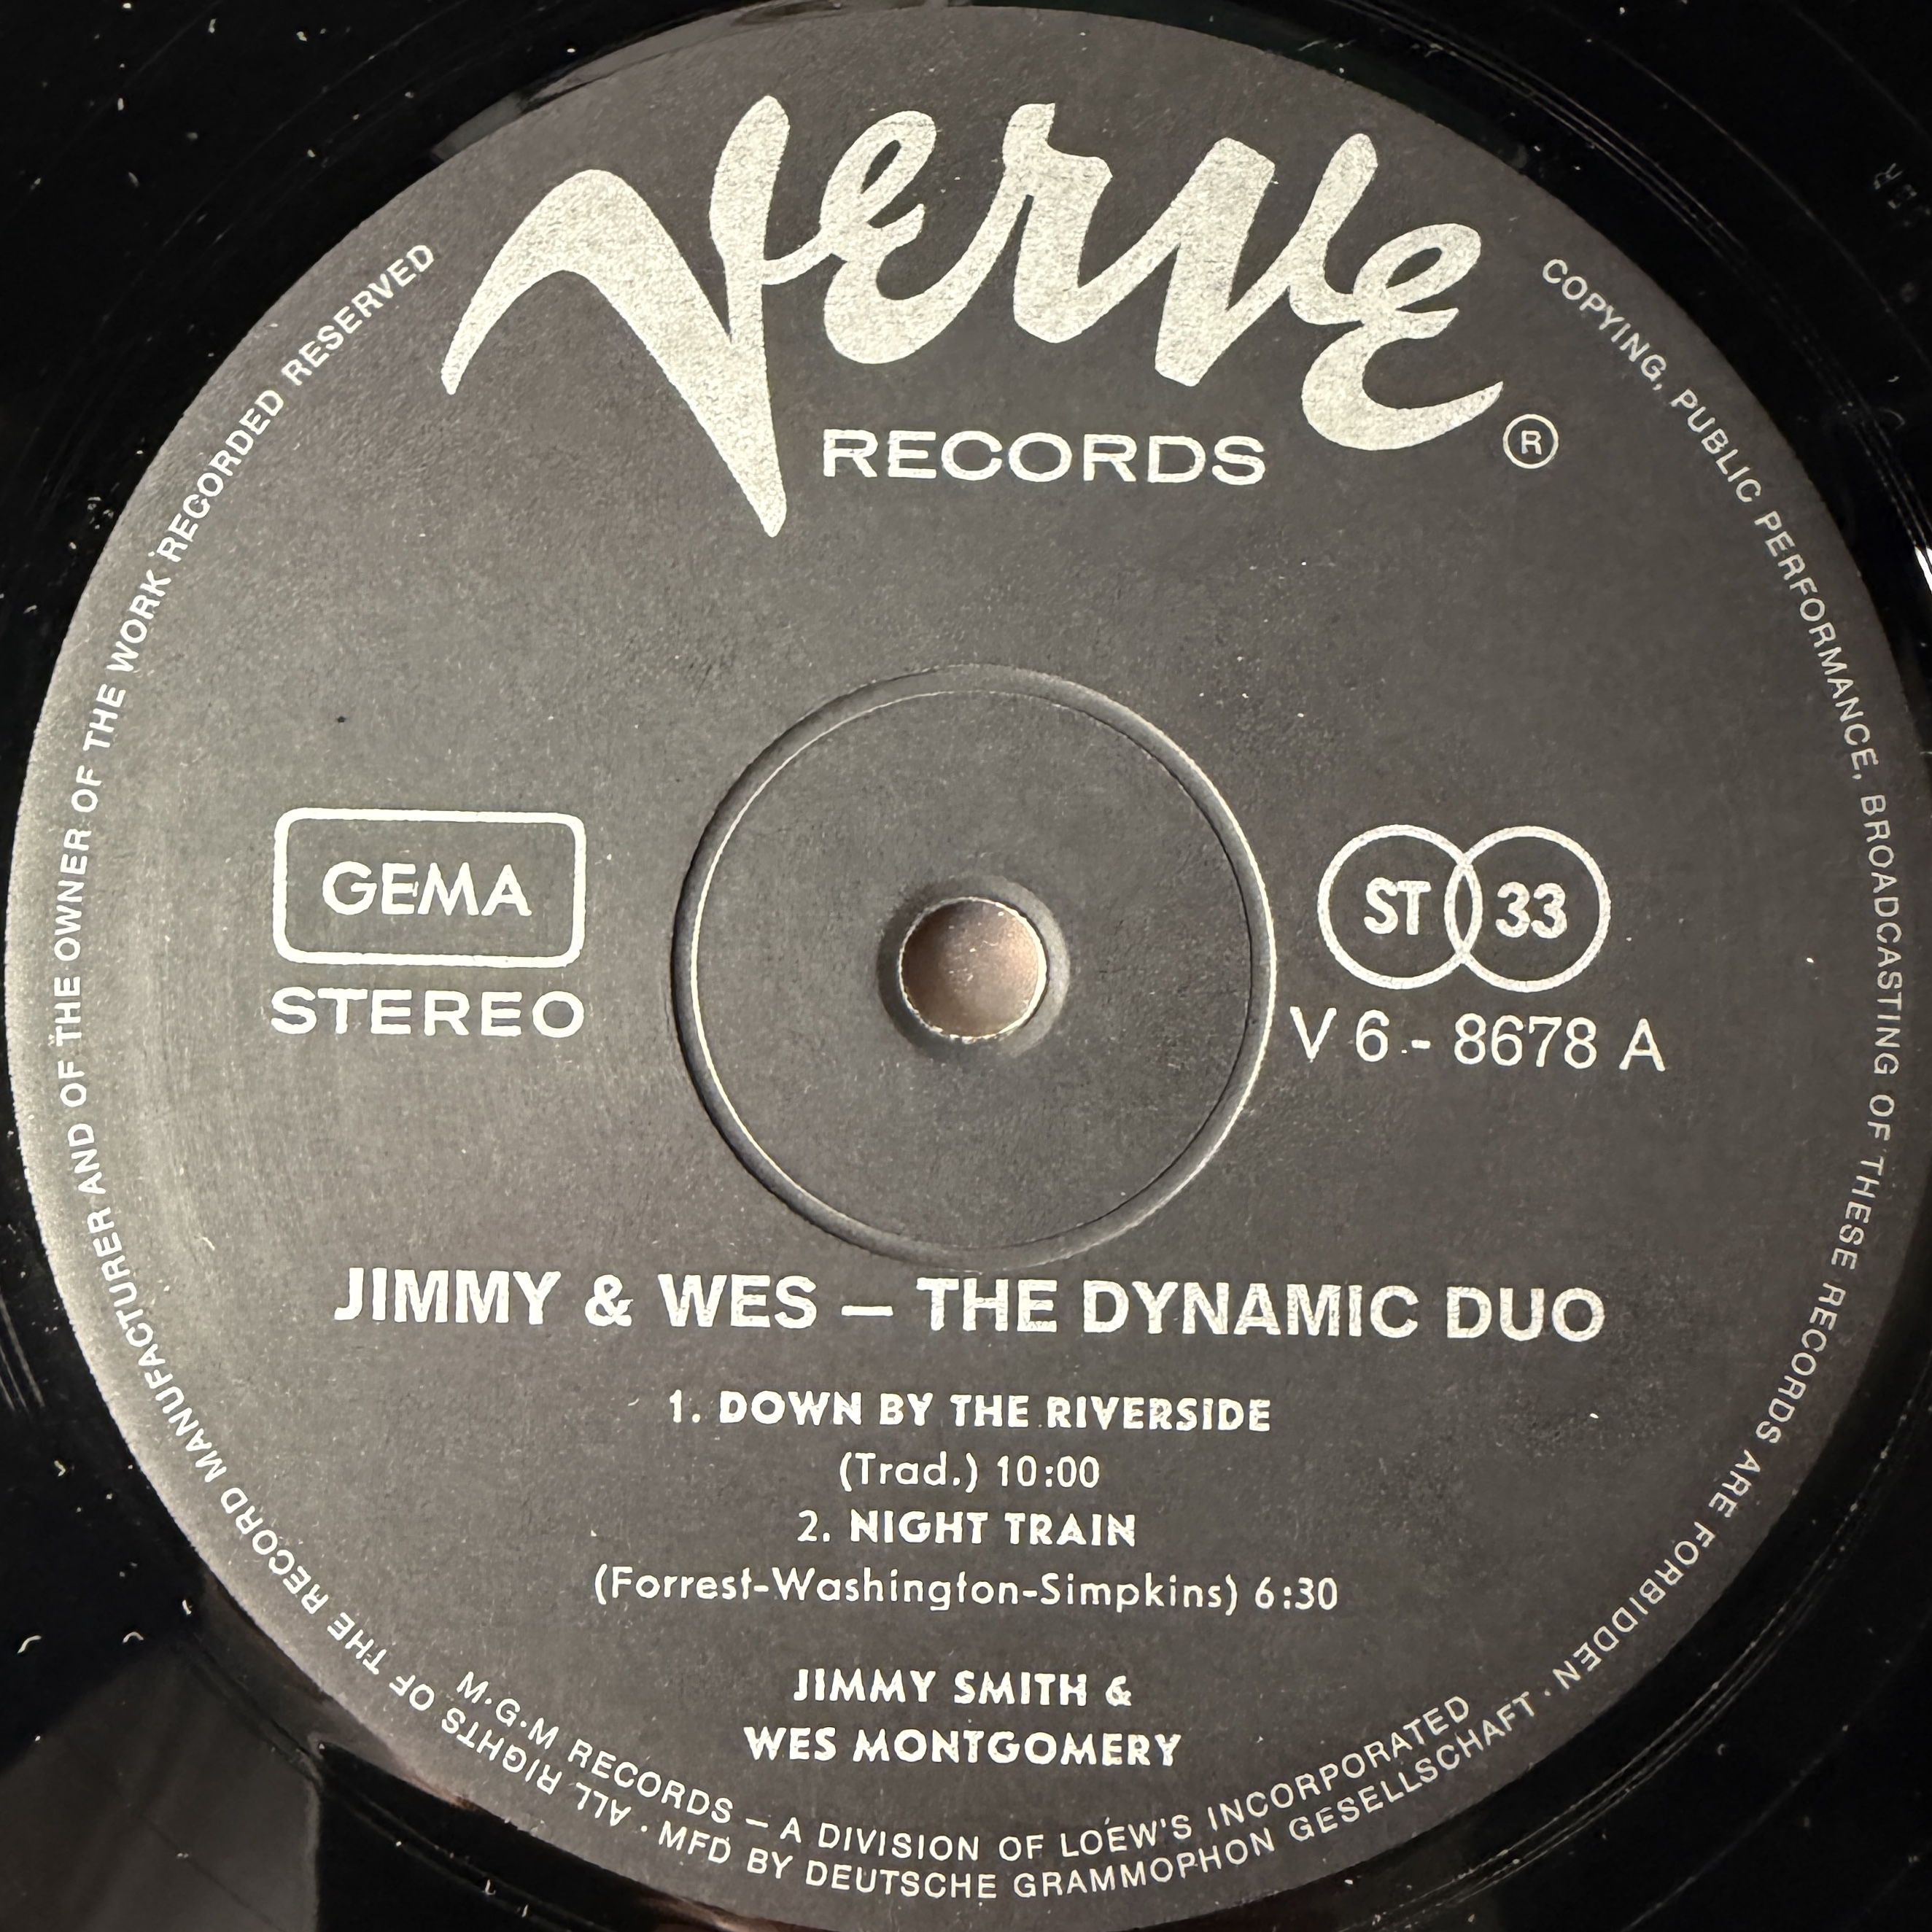 verve
RECORDS
®
GEMA
STEREO
ST 33
V 6 - 8678 A
JIMMY & WES — THE DYNAMIC DUO
1. DOWN BY THE RIVERSIDE
(Trad.) 10:00
2. NIGHT TRAIN
(Forrest-Washington-Simpkins) 6:30
JIMMY SMITH &
WES MONTGOMERY
M·G·M RECORDS – A DIVISION OF LOEW'S INCORPORATED
· MFD BY DEUTSCHE GRAMMOPHON GESELLSCHAFT ·
ALL RIGHTS OF THE RECORD MANUFACTURER AND OF THE OWNER OF THE WORK RECORDED RESERVED
COPYING, PUBLIC PERFORMANCE, BROADCASTING OF THESE RECORDS ARE FORBIDDEN